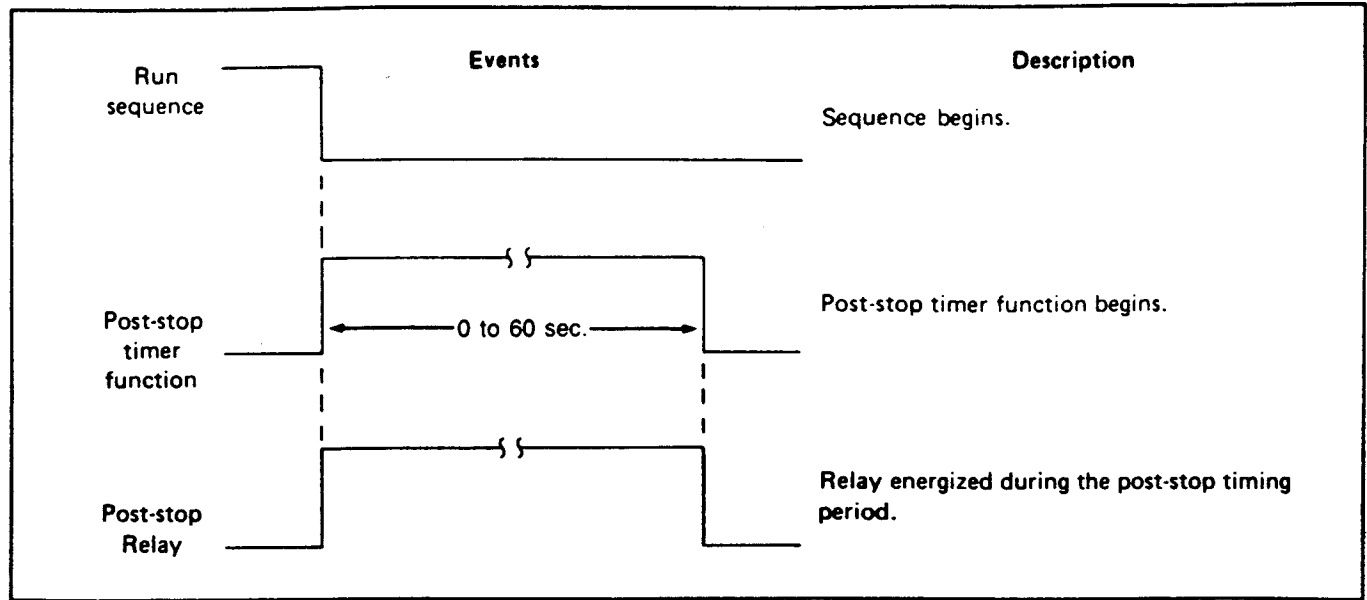 Events
Description
Run
sequence
Sequence begins.
Post-stop
timer
function
0 to 60 sec.
Post-stop timer function begins.
Post-stop
Relay
Relay energized during the post-stop timing
period.